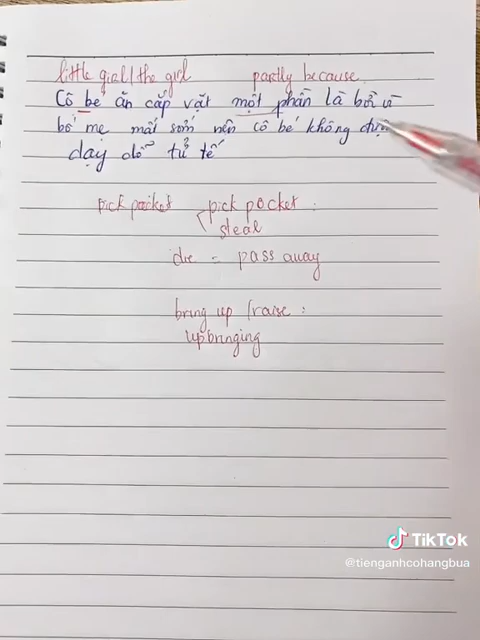 little girl / the girl partly because
Cô bé ăn cắp vặt một phần là bởi vì
bố mẹ mất sớm nên cô bé không được
dạy dỗ tử tế
pick pocket pick pocket :
steal
die = pass away
bring up / raise :
upbringing
TikTok
@tienganhcohangbua